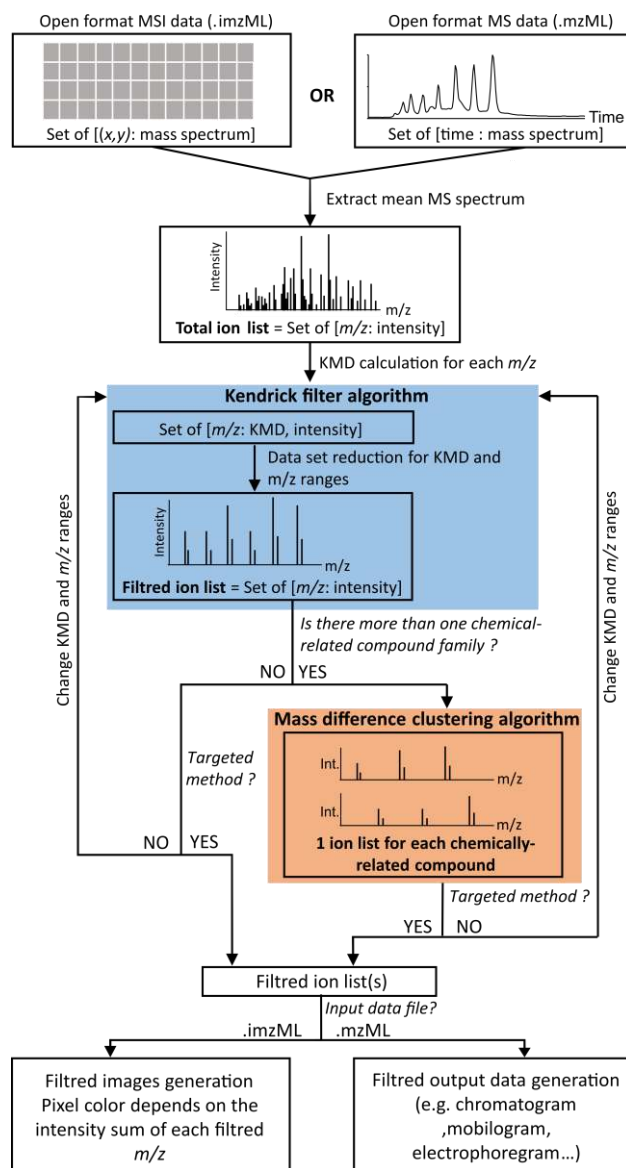 Open format MSI data (.imzML)
Set of [(x,y): mass spectrum]
OR
Open format MS data (.mzML)
Time
Set of [time : mass spectrum]
Extract mean MS spectrum
Intensity
m/z
Total ion list = Set of [m/z: intensity]
KMD calculation for each m/z
Kendrick filter algorithm
Set of [m/z: KMD, intensity]
Data set reduction for KMD and
m/z ranges
Intensity
m/z
Filtred ion list = Set of [m/z: intensity]
Change KMD and m/z ranges
Change KMD and m/z ranges
Is there more than one chemical-
related compound family ?
NO YES
Mass difference clustering algorithm
Int.
m/z
Int.
m/z
1 ion list for each chemically-
related compound
Targeted
method ?
NO YES
Targeted method ?
YES NO
Filtred ion list(s)
Input data file?
.imzML .mzML
Filtred images generation
Pixel color depends on the
intensity sum of each filtred
m/z
Filtred output data generation
(e.g. chromatogram
,mobilogram,
electrophoregram...)